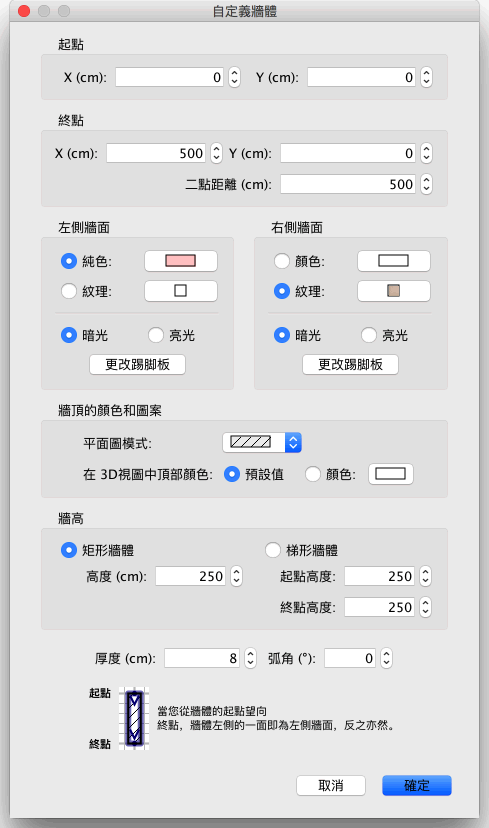 自定義牆體
起點
X (cm): 0 Y (cm): 0
終點
X (cm): 500 Y (cm): 0
二點距離 (cm): 500
左側牆面 右側牆面
純色: 顏色:
紋理: 紋理:
暗光 亮光 暗光 亮光
更改踢脚板 更改踢脚板
牆頂的顏色和圖案
平面圖模式:
在 3D視圖中頂部顏色: 預設值 顏色:
牆高
矩形牆體 梯形牆體
高度 (cm): 250 起點高度: 250
終點高度: 250
厚度 (cm): 8 弧角 (°): 0
起點
當您從牆體的起點望向
終點，牆體左側的一面即為左側牆面，反之亦然。
終點
取消 確定